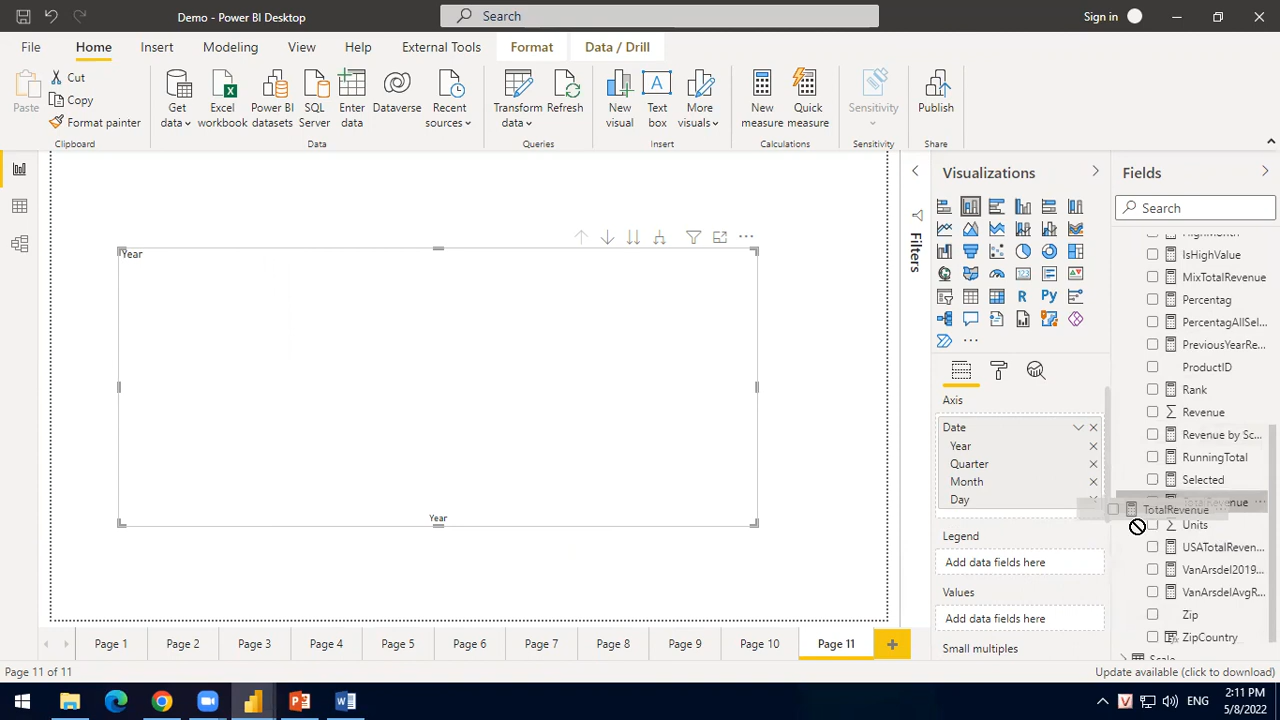 Demo - Power BI Desktop
Search
Sign in
File
Home
Insert
Modeling
View
Help
External Tools
Format
Data / Drill
Paste
Cut
Copy
Format painter
Get data
Excel workbook
Power BI datasets
SQL Server
Enter data
Dataverse
Recent sources
Transform data
Refresh
New visual
Text box
More visuals
New measure
Quick measure
Sensitivity
Publish
Clipboard
Data
Queries
Insert
Calculations
Sensitivity
Share
Year
Year
Filters
Visualizations
R
Py
Axis
Date
Year
Quarter
Month
Day
Legend
Add data fields here
Values
Add data fields here
Small multiples
Fields
Search
IsHighValue
MixTotalRevenue
Percentag
PercentagAllSel...
PreviousYearRe...
ProductID
Rank
Revenue
Revenue by Sc...
RunningTotal
Selected
TotalRevenue
TotalRevenue
Units
USATotalReven...
VanArsdel2019...
VanArsdelAvgR...
Zip
ZipCountry
Page 1
Page 2
Page 3
Page 4
Page 5
Page 6
Page 7
Page 8
Page 9
Page 10
Page 11
Page 11 of 11
Update available (click to download)
ENG
2:11 PM
5/8/2022